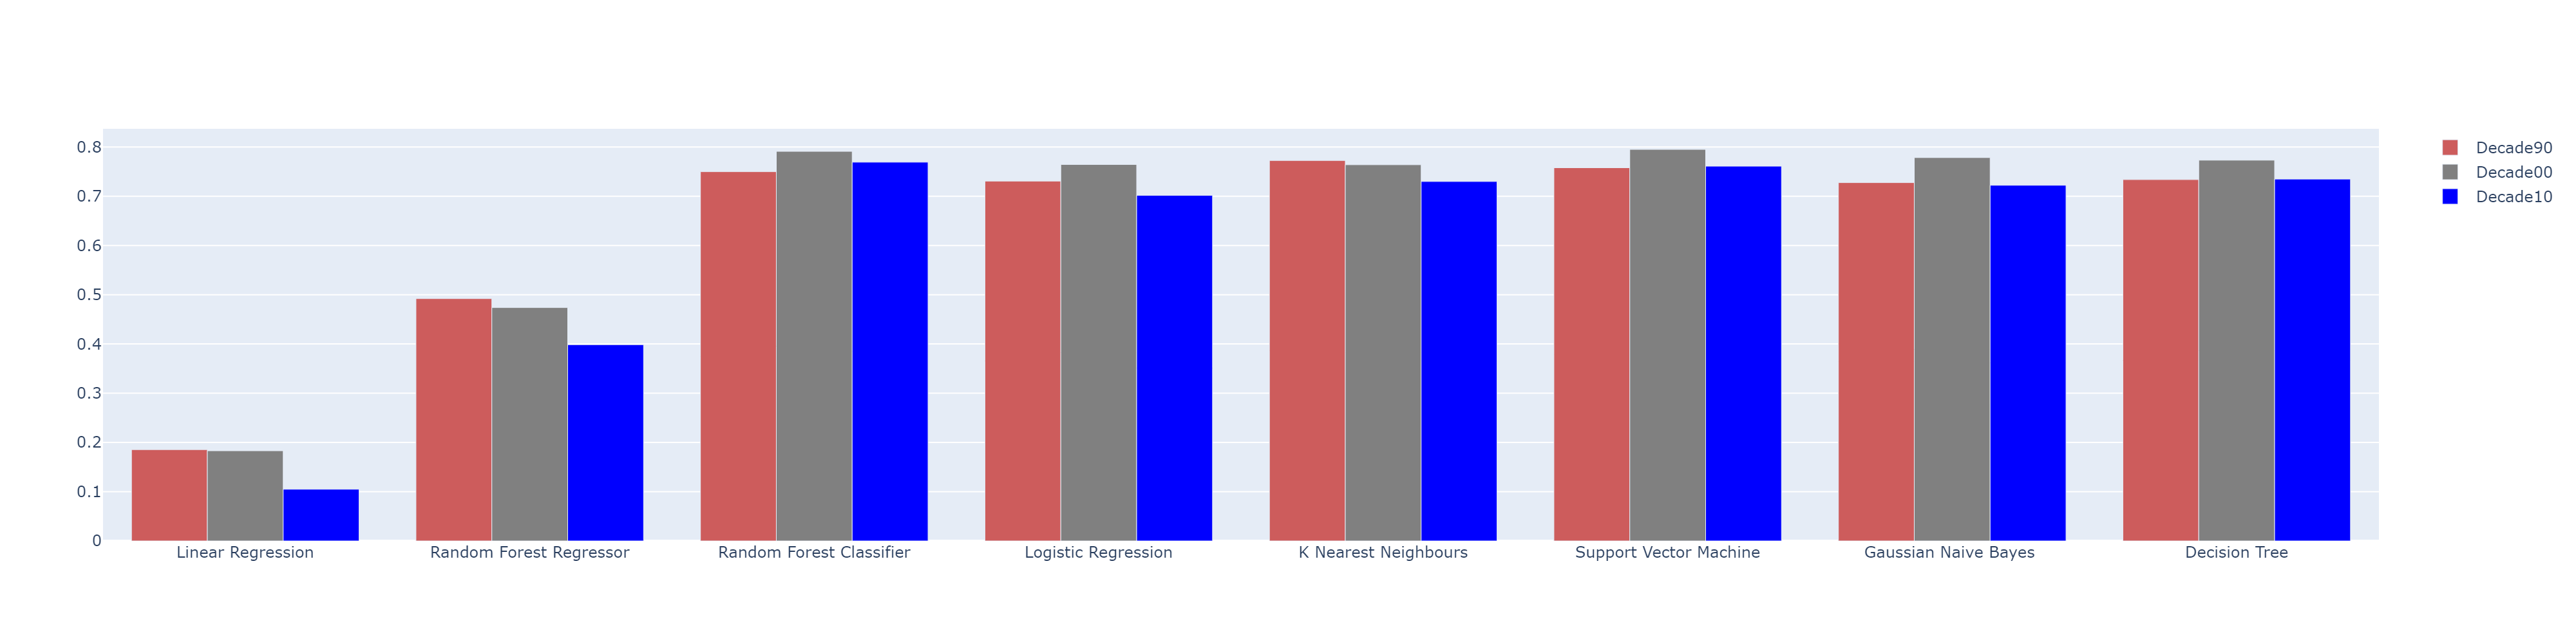 0.8
0.7
0.6
0.5
0.4
0.3
0.2
0.1
0
Linear Regression
Random Forest Regressor
Random Forest Classifier
Logistic Regression
K Nearest Neighbours
Support Vector Machine
Gaussian Naive Bayes
Decision Tree
Decade90
Decade00
Decade10